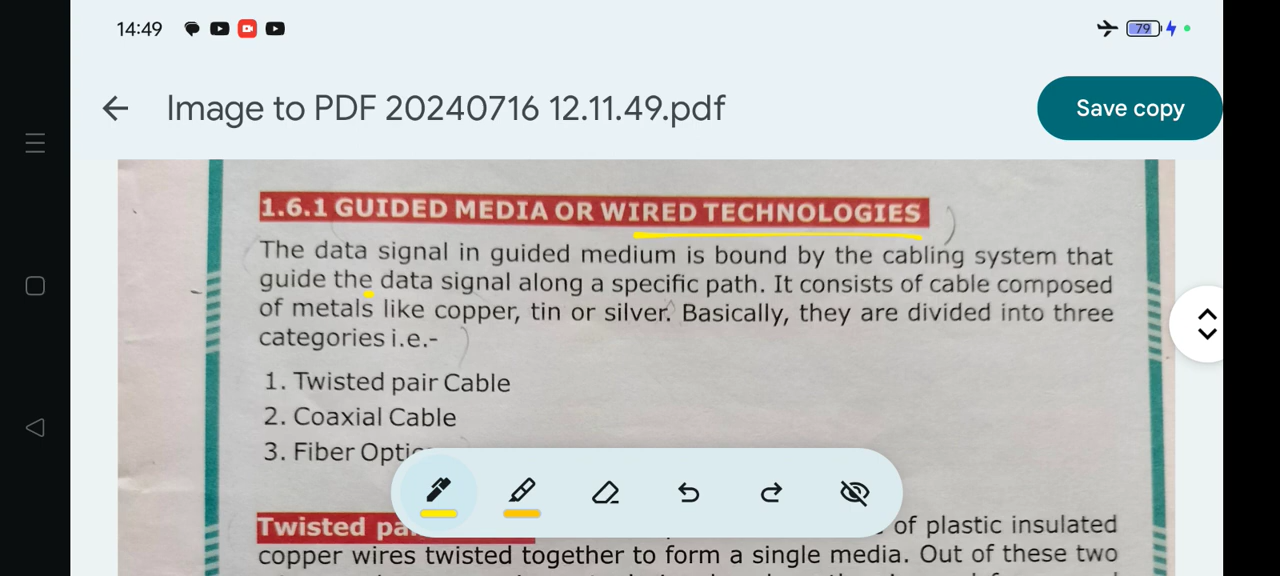 14:49
79
Image to PDF 20240716 12.11.49.pdf
Save copy
1.6.1 GUIDED MEDIA OR WIRED TECHNOLOGIES
The data signal in guided medium is bound by the cabling system that
guide the data signal along a specific path. It consists of cable composed
of metals like copper, tin or silver. Basically, they are divided into three
categories i.e.-
1. Twisted pair Cable
2. Coaxial Cable
3. Fiber Optic
Twisted of plastic insulated
copper wires twisted together to form a single media. Out of these two